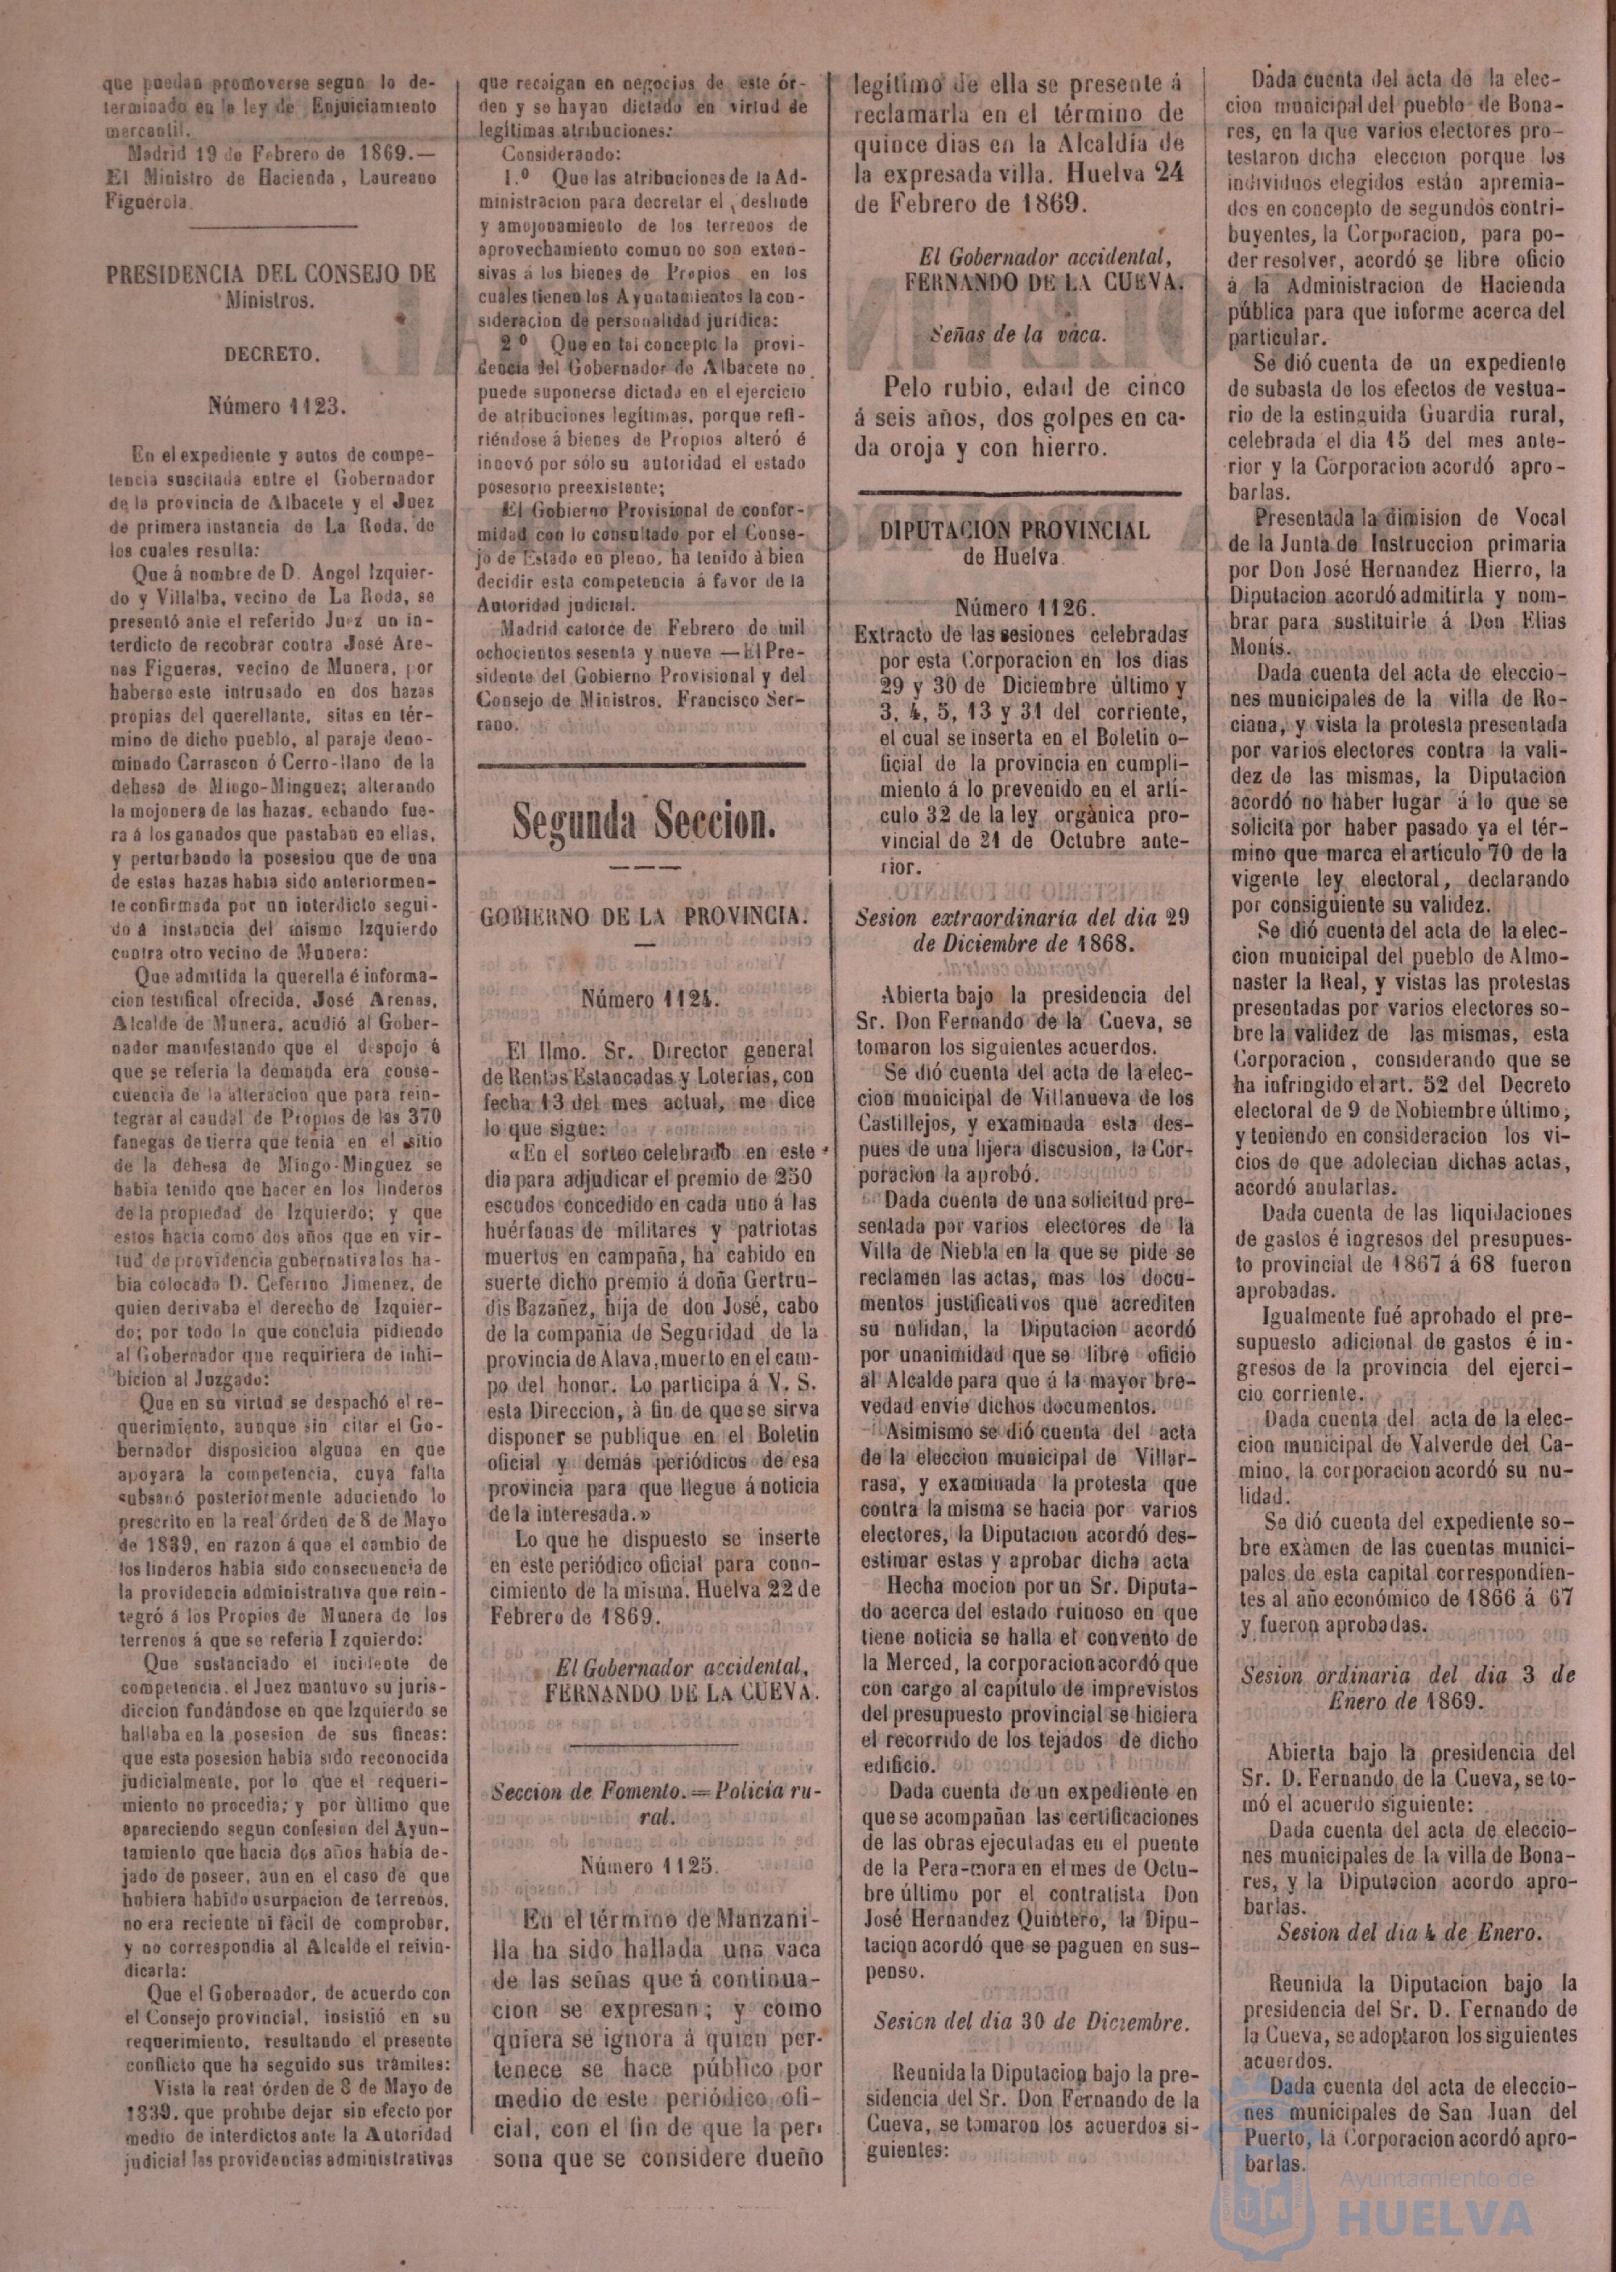 que puedan promoverse segun lo de-
terminado en la ley de Enjuiciamiento
mercantil.
Madrid 19 de Febrero de 1869.—
El Ministro de Hacienda, Laureano
Figuerola.
PRESIDENCIA DEL CONSEJO DE
Ministros.
DECRETO.
Número 1123.
En el expediente y autos de compe-
tencia suscitada entre el Gobernador
de la provincia de Albacete y el Juez
de primera instancia de La Roda, de
los cuales resulta:
Que á nombre de D. Angel Izquier-
do y Villalba, vecino de La Roda, se
presentó ante el referido Juez un in-
terdicto de recobrar contra José Are-
nas Figueras, vecino de Munera, por
haberse este intrusado en dos hazas
propias del querellante, sitas en tér-
mino de dicho pueblo, al paraje deno-
minado Carrascon ó Cerro-llano de la
dehesa de Miogo-Minguez; alterando
la mojonera de las hazas, echando fue-
ra á los ganados que pastaban en ellas,
y perturbando la posesion que de una
de estas hazas habia sido anteriormen-
te confirmada por un interdicto segui-
do á instancia del mismo Izquierdo
contra otro vecino de Munera:
Que admitida la querella é informa-
cion testifical ofrecida, José Arenas,
Alcalde de Munera, acudió al Gober-
nador manifestando que el despojo á
que se referia la demanda era conse-
cuencia de la alteracion que para rein-
tegrar al caudal de Propios de las 370
fanegas de tierra que tenia en el sitio
de la dehesa de Mingo-Minguez se
habia tenido que hacer en los linderos
de la propiedad de Izquierdo; y que
estos hacia como dos años que en vir-
tud de providencia gubernativa los ha-
bia colocado D. Ceferino Jimenez, de
quien derivaba el derecho de Izquier-
do; por todo lo que concluia pidiendo
al Gobernador que requiriera de inhi-
bicion al Juzgado:
Que en su virtud se despachó el re-
querimiento, aunque sin citar el Go-
bernador disposicion alguna en que
apoyara la competencia, cuya falta
subsanó posteriormente aduciendo lo
prescrito en la real órden de 8 de Mayo
de 1839, en razon á que el cambio de
los linderos habia sido consecuencia de
la providencia administrativa que rein-
tegró á los Propios de Munera de los
terrenos á que se referia Izquierdo:
Que sustanciado el incidente de
competencia, el Juez mantuvo su juris-
diccion fundándose en que Izquierdo se
hallaba en la posesion de sus fincas:
que esta posesion habia sido reconocida
judicialmente, por lo que el requeri-
miento no procedia; y por último que
apareciendo segun confesion del Ayun-
tamiento que hacia dos años habia de-
jado de poseer, aun en el caso de que
hubiera habido usurpacion de terrenos,
no era reciente ni fácil de comprobar,
y no correspondia al Alcalde el reivin-
dicarla:
Que el Gobernador, de acuerdo con
el Consejo provincial, insistió en su
requerimiento, resultando el presente
conflicto que ha seguido sus trámites:
Vista la real órden de 8 de Mayo de
1839, que prohibe dejar sin efecto por
medio de interdictos ante la Autoridad
judicial las providencias administrativas
que recaigan en negocios de este ór-
den y se hayan dictado en virtud de
legítimas atribuciones:
Considerando:
1.º Que las atribuciones de la Ad-
ministracion para decretar el deslinde
y amojonamiento de los terrenos de
aprovechamiento comun no son exten-
sivas á los bienes de Propios en los
cuales tienen los Ayuntamientos la con-
sideracion de personalidad jurídica:
2º Que en tal concepto la provi-
dencia del Gobernador de Albacete no
puede suponerse dictada en el ejercicio
de atribuciones legítimas, porque refi-
riéndose á bienes de Propios alteró é
innovó por sólo su autoridad el estado
posesorio preexistente;
El Gobierno Provisional de confor-
midad con lo consultado por el Conse-
jo de Estado en pleno, ha tenido á bien
decidir esta competencia á favor de la
Autoridad judicial.
Madrid catorce de Febrero de mil
ochocientos sesenta y nueve —El Pre-
sidente del Gobierno Provisional y del
Consejo de Ministros, Francisco Ser-
rano.
Segunda Seccion.
GOBIERNO DE LA PROVINCIA.
Número 1124.
El Ilmo. Sr. Director general
de Rentas Estancadas y Loterías, con
fecha 13 del mes actual, me dice
lo que sigue:
«En el sorteo celebrado en este
dia para adjudicar el premio de 250
escudos concedido en cada uno á las
huérfanas de militares y patriotas
muertos en campaña, ha cabido en
suerte dicho premio á doña Gertru-
dis Bazañez, hija de don José, cabo
de la compañía de Seguridad de la
provincia de Alava, muerto en el cam-
po del honor. Lo participa á V. S.
esta Direccion, á fin de que se sirva
disponer se publique en el Boletin
oficial y demás periódicos de esa
provincia para que llegue á noticia
de la interesada.»
Lo que he dispuesto se inserte
en este periódico oficial para cono-
cimiento de la misma. Huelva 22 de
Febrero de 1869.
El Gobernador accidental,
FERNANDO DE LA CUEVA.
Seccion de Fomento.—Policía ru-
ral.
Número 1125.
En el término de Manzani-
lla ha sido hallada una vaca
de las señas que á continua-
cion se expresan; y como
quiera se ignora á quien per-
tenece se hace público por
medio de este periódico ofi-
cial, con el fin de que la per-
sona que se considere dueño
legítimo de ella se presente á
reclamarla en el término de
quince dias en la Alcaldía de
la expresada villa. Huelva 24
de Febrero de 1869.
El Gobernador accidental,
FERNANDO DE LA CUEVA.
Señas de la vaca.
Pelo rubio, edad de cinco
á seis años, dos golpes en ca-
da oroja y con hierro.
DIPUTACION PROVINCIAL
de Huelva.
Número 1126.
Extracto de las sesiones celebradas
por esta Corporacion en los dias
29 y 30 de Diciembre último y
3, 4, 5, 13 y 31 del corriente,
el cual se inserta en el Boletin o-
ficial de la provincia en cumpli-
miento á lo prevenido en el artí-
culo 32 de la ley orgànica pro-
vincial de 21 de Octubre ante-
rior.
Sesion extraordinaria del dia 29
de Diciembre de 1868.
Abierta bajo la presidencia del
Sr. Don Fernando de la Cueva, se
tomaron los siguientes acuerdos.
Se dió cuenta del acta de la elec-
cion municipal de Villanueva de los
Castillejos, y examinada esta des-
pues de una lijera discusion, la Cor-
poracion la aprobó.
Dada cuenta de una solicitud pre-
sentada por varios electores de la
Villa de Niebla en la que se pide se
reclamen las actas, mas los docu-
mentos justificativos que acrediten
su nulidan, la Diputacion acordó
por unanimidad que se libre oficio
al Alcalde para que á la mayor bre-
vedad envie dichos documentos.
Asimismo se dió cuenta del acta
de la eleccion municipal de Villar-
rasa, y examinada la protesta que
contra la misma se hacia por varios
electores, la Diputacion acordó des-
estimar estas y aprobar dicha acta
Hecha mocion por un Sr. Diputa-
do acerca del estado ruinoso en que
tiene noticia se halla el convento de
la Merced, la corporacion acordó que
con cargo al capítulo de imprevistos
del presupuesto provincial se hiciera
el recorrido de los tejados de dicho
edificio.
Dada cuenta de un expediente en
que se acompañan las certificaciones
de las obras ejecutadas en el puente
de la Pera-mora en el mes de Octu-
bre último por el contratista Don
José Hernandez Quintero, la Dipu-
tacion acordó que se paguen en sus-
penso.
Sesion del dia 30 de Diciembre.
Reunida la Diputacion bajo la pre-
sidencia del Sr. Don Fernando de la
Cueva, se tomaron los acuerdos si-
guientes:
Dada cuenta del acta de la elec-
cion municipal del pueblo de Bona-
res, en la que varios electores pro-
testaron dicha eleccion porque los
individuos elegidos están apremia-
dos en concepto de segundos contri-
buyentes, la Corporacion, para po-
der resolver, acordó se libre oficio
á la Administracion de Hacienda
pública para que informe acerca del
particular.
Se dió cuenta de un expediente
de subasta de los efectos de vestua-
rio de la estinguida Guardia rural,
celebrada el dia 15 del mes ante-
rior y la Corporacion acordó apro-
barlas.
Presentada la dimision de Vocal
de la Junta de Instruccion primaria
por Don José Hernandez Hierro, la
Diputacion acordó admitirla y nom-
brar para sustituirle á Don Elias
Monís.
Dada cuenta del acta de eleccio-
nes municipales de la villa de Ro-
ciana, y vista la protesta presentada
por varios electores contra la vali-
dez de las mismas, la Diputacion
acordó no haber lugar á lo que se
solicita por haber pasado ya el tér-
mino que marca el artículo 70 de la
vigente ley electoral, declarando
por consiguiente su validez.
Se dió cuenta del acta de la elec-
cion municipal del pueblo de Almo-
naster la Real, y vistas las protestas
presentadas por varios electores so-
bre la validez de las mismas, esta
Corporacion, considerando que se
ha infringido el art. 52 del Decreto
electoral de 9 de Nobiembre último,
y teniendo en consideracion los vi-
cios de que adolecian dichas actas,
acordó anularlas.
Dada cuenta de las liquidaciones
de gastos é ingresos del presupues-
to provincial de 1867 á 68 fueron
aprobadas.
Igualmente fué aprobado el pre-
supuesto adicional de gastos é in-
gresos de la provincia del ejerci-
cio corriente.
Dada cuenta del acta de la elec-
cion municipal de Valverde del Ca-
mino, la corporacion acordó su nu-
lidad.
Se dió cuenta del expediente so-
bre exàmen de las cuentas munici-
pales de esta capital correspondien-
tes al año económico de 1866 á 67
y fueron aprobadas.
Sesion ordinaria del dia 3 de
Enero de 1869.
Abierta bajo la presidencia del
Sr. D. Fernando de la Cueva, se to-
mó el acuerdo siguiente:
Dada cuenta del acta de eleccio-
nes municipales de la villa de Bona-
res, y la Diputacion acordo apro-
barlas.
Sesion del dia 4 de Enero.
Reunida la Diputacion bajo la
presidencia del Sr. D. Fernando de
la Cueva, se adoptaron los siguientes
acuerdos.
Dada cuenta del acta de eleccio-
nes municipales de San Juan del
Puerto, la Corporacion acordó apro-
barlas.
Ayuntamiento de
HUELVA